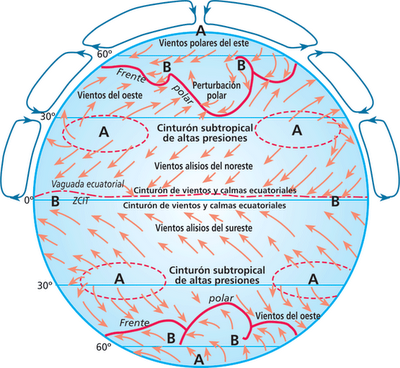 A
Vientos polares del este
60°
B
B
Frente
polar
Perturbación
polar
Vientos del oeste
30°
A
Cinturón subtropical
de altas presiones
A
Vientos alisios del noreste
Vaguada ecuatorial
Cinturón de vientos y calmas ecuatoriales
0°
B
ZCIT
Cinturón de vientos y calmas ecuatoriales
B
Vientos alisios del sureste
A
Cinturón subtropical
de altas presiones
A
30°
polar
Frente
Vientos del oeste
B
B
60°
A